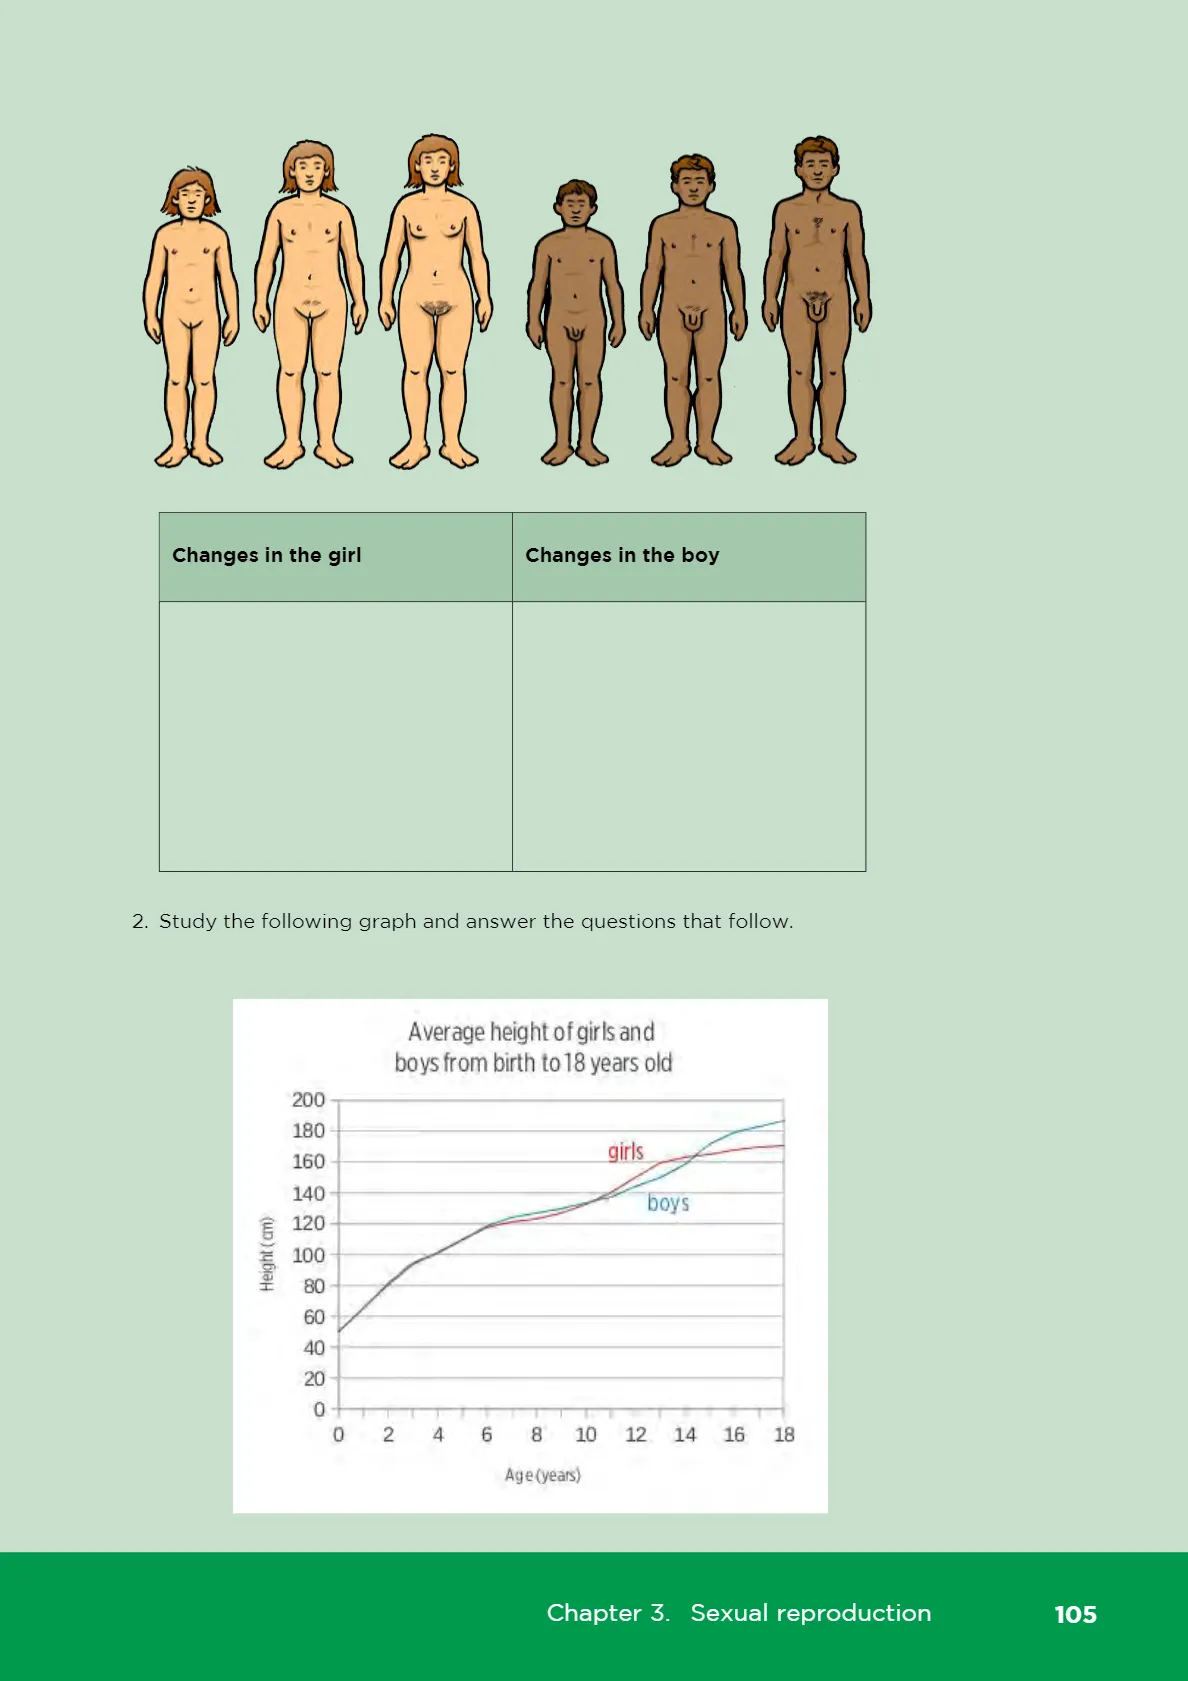 Changes in the girl
Changes in the boy
2. Study the following graph and answer the questions that follow.
Average height of girls and
boys from birth to 18 years old
200
180
160
140
120
100
80
60
40
20
0
Height (cm)
girls
boys
0 2 4 6 8 10 12 14 16 18
Age (years)
Chapter 3. Sexual reproduction 105